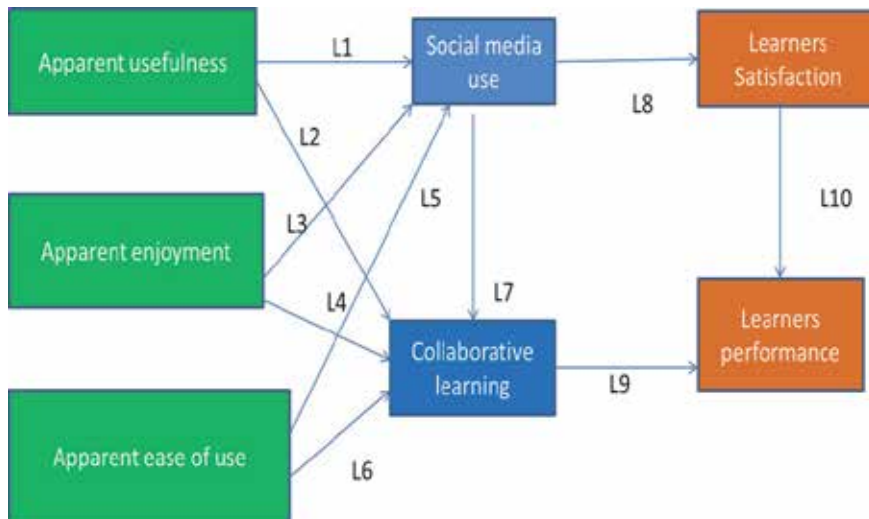 Apparent usefulness
L1
Social media
use
Learners
Satisfaction
L8
L2
L5
L3
Apparent enjoyment
L10
L4
L7
Collaborative
learning
Learners
performance
L9
Apparent ease of use
L6